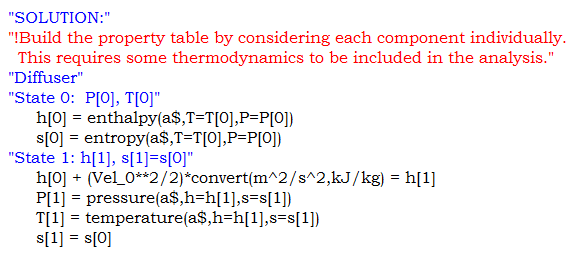 "SOLUTION:"
"!Build the property table by considering each component individually.
This requires some thermodynamics to be included in the analysis."
"Diffuser"
"State 0:  P[0], T[0]"
h[0] = enthalpy(a$,T=T[0],P=P[0])
s[0] = entropy(a$,T=T[0],P=P[0])
"State 1: h[1], s[1]=s[0]"
h[0] + (Vel_0**2/2)*convert(m^2/s^2,kJ/kg) = h[1]
P[1] = pressure(a$,h=h[1],s=s[1])
T[1] = temperature(a$,h=h[1],s=s[1])
s[1] = s[0]